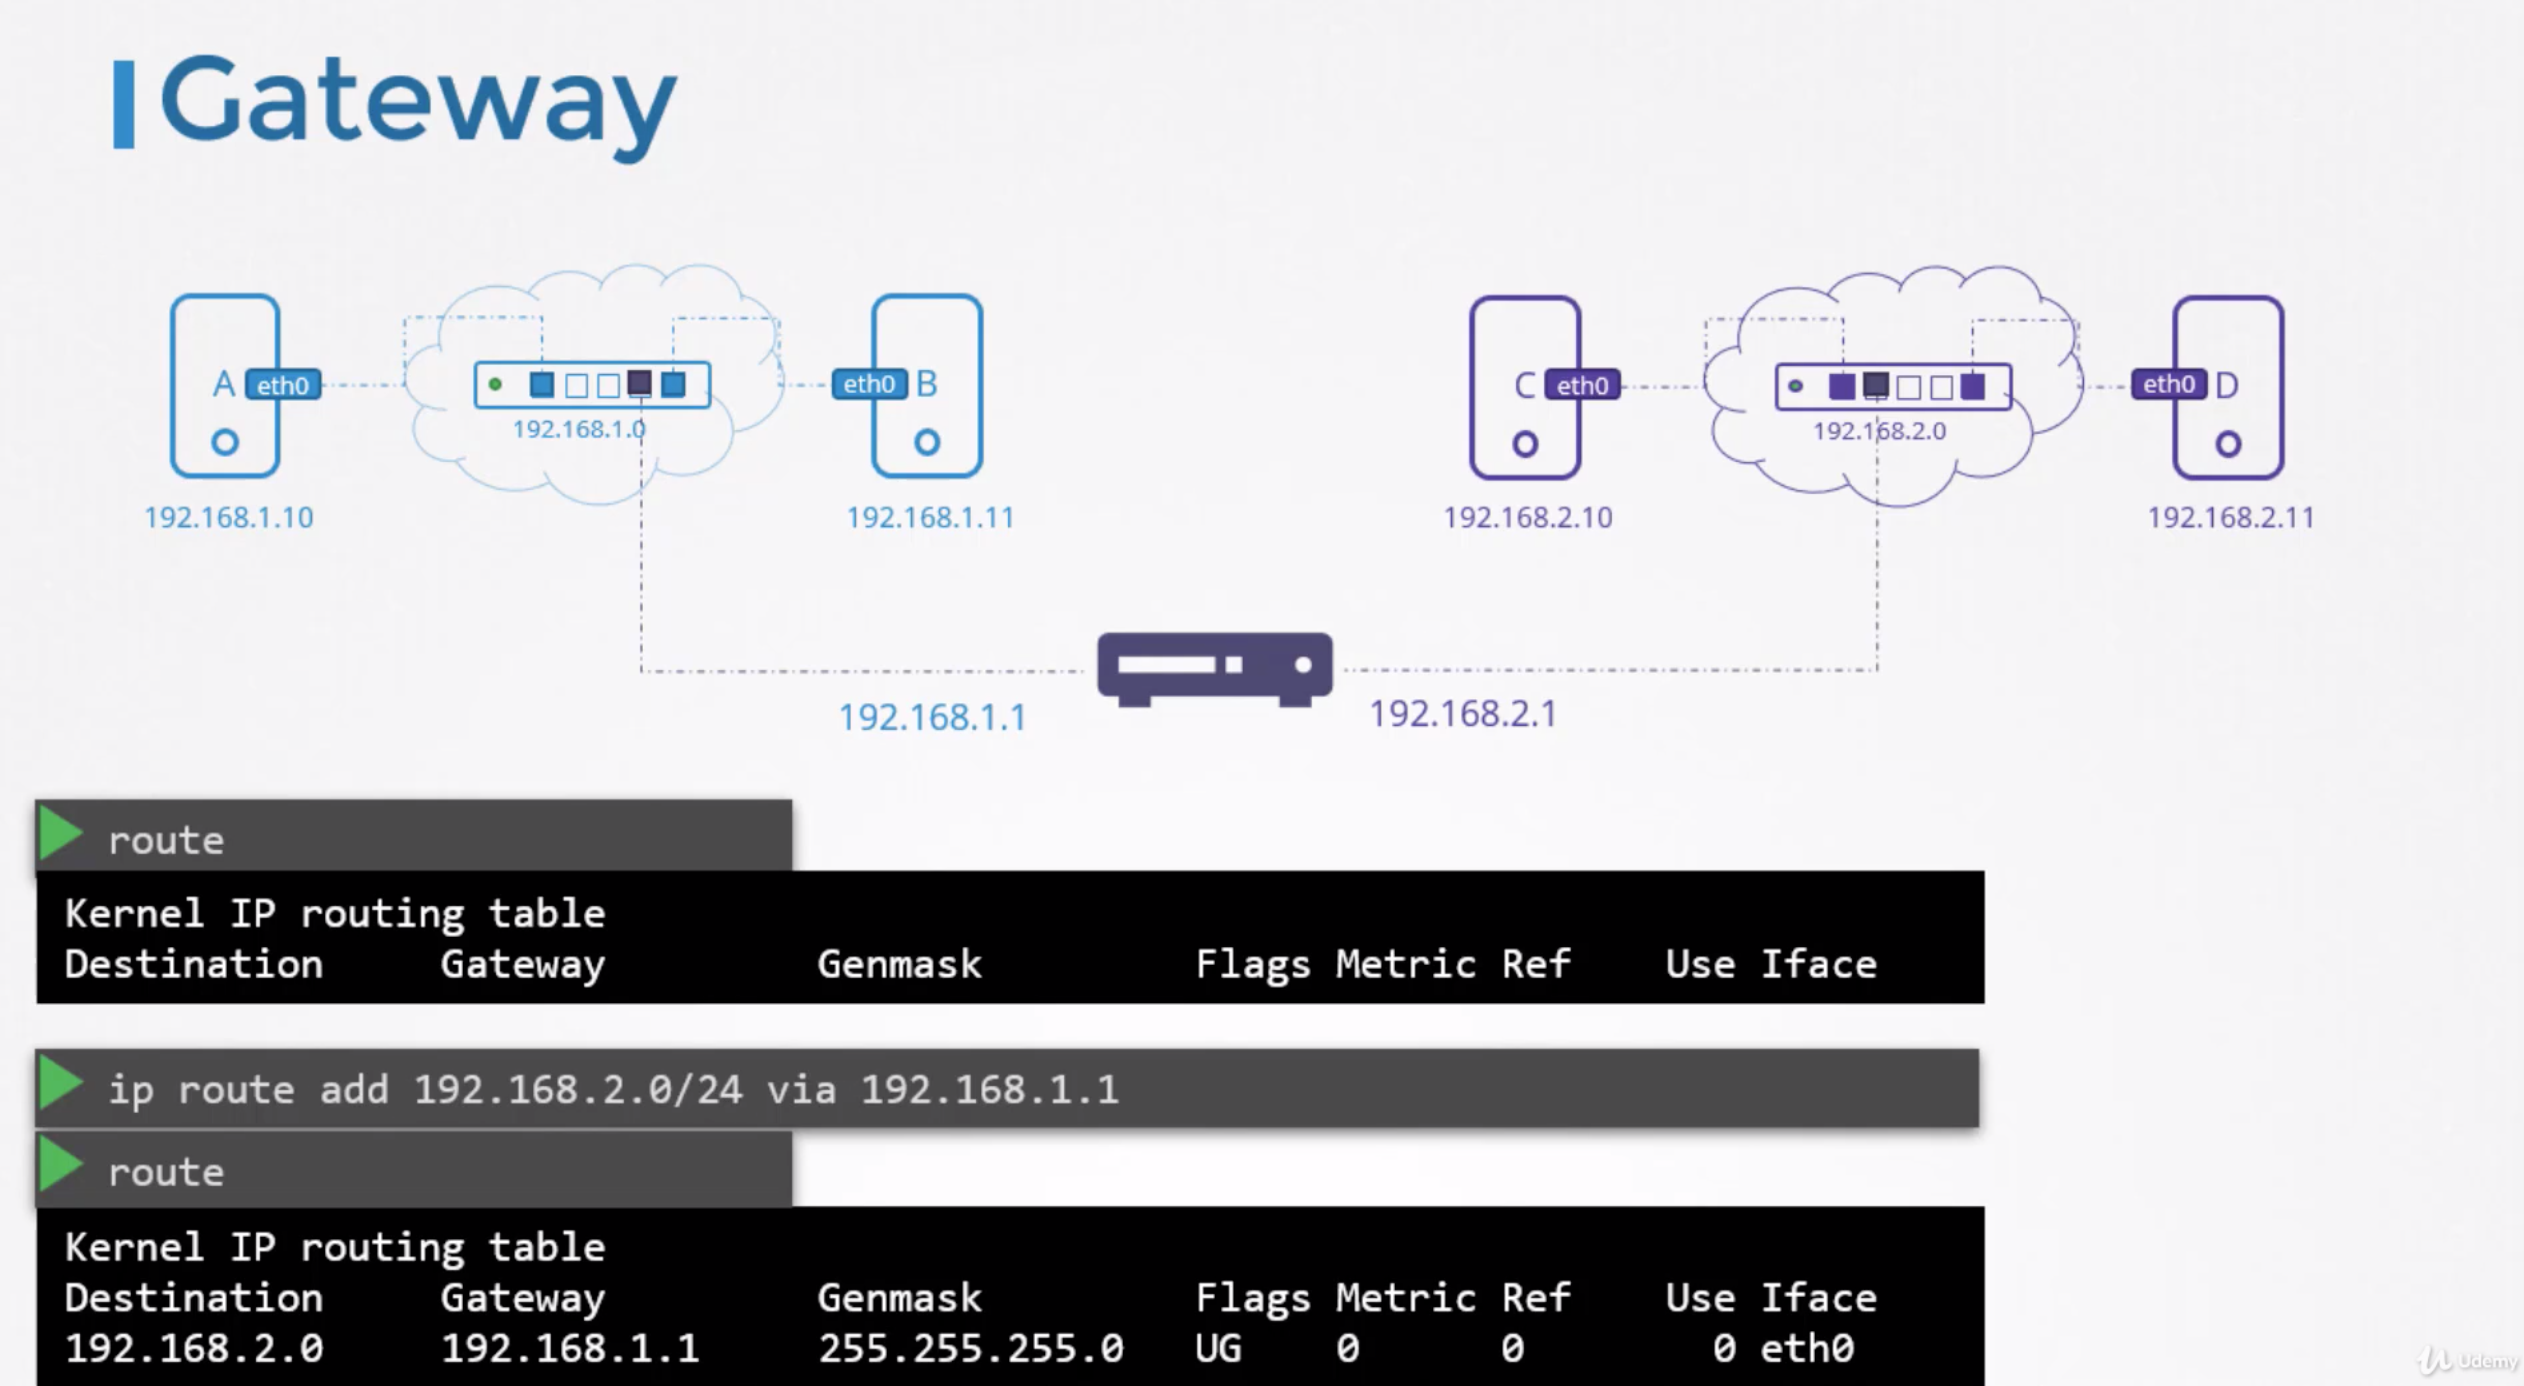 Gateway
A eth0
192.168.1.0
eth0 B
C eth0
192.168.2.0
eth0 D
192.168.1.10
192.168.1.11
192.168.2.10
192.168.2.11
192.168.1.1
192.168.2.1
route
Kernel IP routing table
Destination Gateway Genmask Flags Metric Ref Use Iface
ip route add 192.168.2.0/24 via 192.168.1.1
route
Kernel IP routing table
Destination Gateway Genmask Flags Metric Ref Use Iface
192.168.2.0 192.168.1.1 255.255.255.0 UG 0 0 0 eth0
Udemy